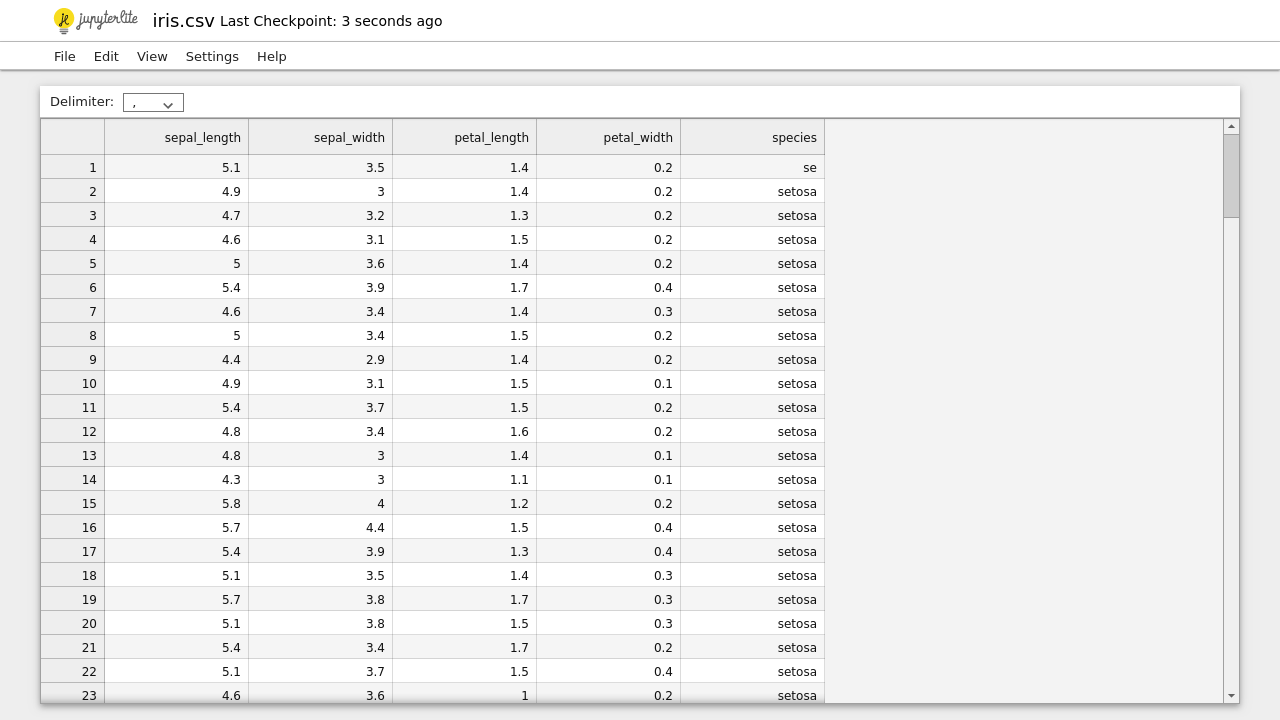 jupyterlite iris.csv Last Checkpoint: 3 seconds ago
File Edit View Settings Help
Delimiter: ,
sepal_length sepal_width petal_length petal_width species
1 5.1 3.5 1.4 0.2 se
2 4.9 3 1.4 0.2 setosa
3 4.7 3.2 1.3 0.2 setosa
4 4.6 3.1 1.5 0.2 setosa
5 5 3.6 1.4 0.2 setosa
6 5.4 3.9 1.7 0.4 setosa
7 4.6 3.4 1.4 0.3 setosa
8 5 3.4 1.5 0.2 setosa
9 4.4 2.9 1.4 0.2 setosa
10 4.9 3.1 1.5 0.1 setosa
11 5.4 3.7 1.5 0.2 setosa
12 4.8 3.4 1.6 0.2 setosa
13 4.8 3 1.4 0.1 setosa
14 4.3 3 1.1 0.1 setosa
15 5.8 4 1.2 0.2 setosa
16 5.7 4.4 1.5 0.4 setosa
17 5.4 3.9 1.3 0.4 setosa
18 5.1 3.5 1.4 0.3 setosa
19 5.7 3.8 1.7 0.3 setosa
20 5.1 3.8 1.5 0.3 setosa
21 5.4 3.4 1.7 0.2 setosa
22 5.1 3.7 1.5 0.4 setosa
23 4.6 3.6 1 0.2 setosa